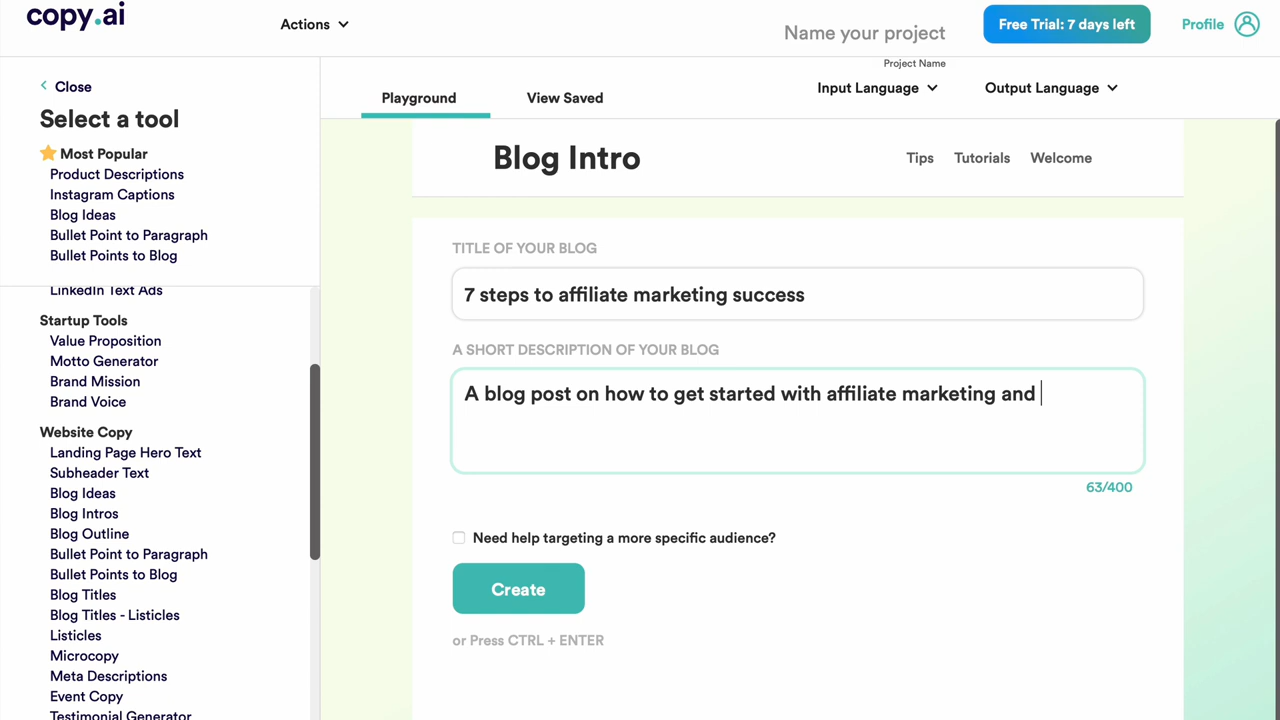 copy.ai
Actions
Name your project
Free Trial: 7 days left
Profile
Project Name
Close
Select a tool
Most Popular
Product Descriptions
Instagram Captions
Blog Ideas
Bullet Point to Paragraph
Bullet Points to Blog
LinkedIn Text Ads
Startup Tools
Value Proposition
Motto Generator
Brand Mission
Brand Voice
Website Copy
Landing Page Hero Text
Subheader Text
Blog Ideas
Blog Intros
Blog Outline
Bullet Point to Paragraph
Bullet Points to Blog
Blog Titles
Blog Titles - Listicles
Listicles
Microcopy
Meta Descriptions
Event Copy
Testimonial Generator
Playground
View Saved
Input Language
Output Language
Blog Intro
Tips
Tutorials
Welcome
TITLE OF YOUR BLOG
7 steps to affiliate marketing success
A SHORT DESCRIPTION OF YOUR BLOG
A blog post on how to get started with affiliate marketing and
63/400
Need help targeting a more specific audience?
Create
or Press CTRL + ENTER